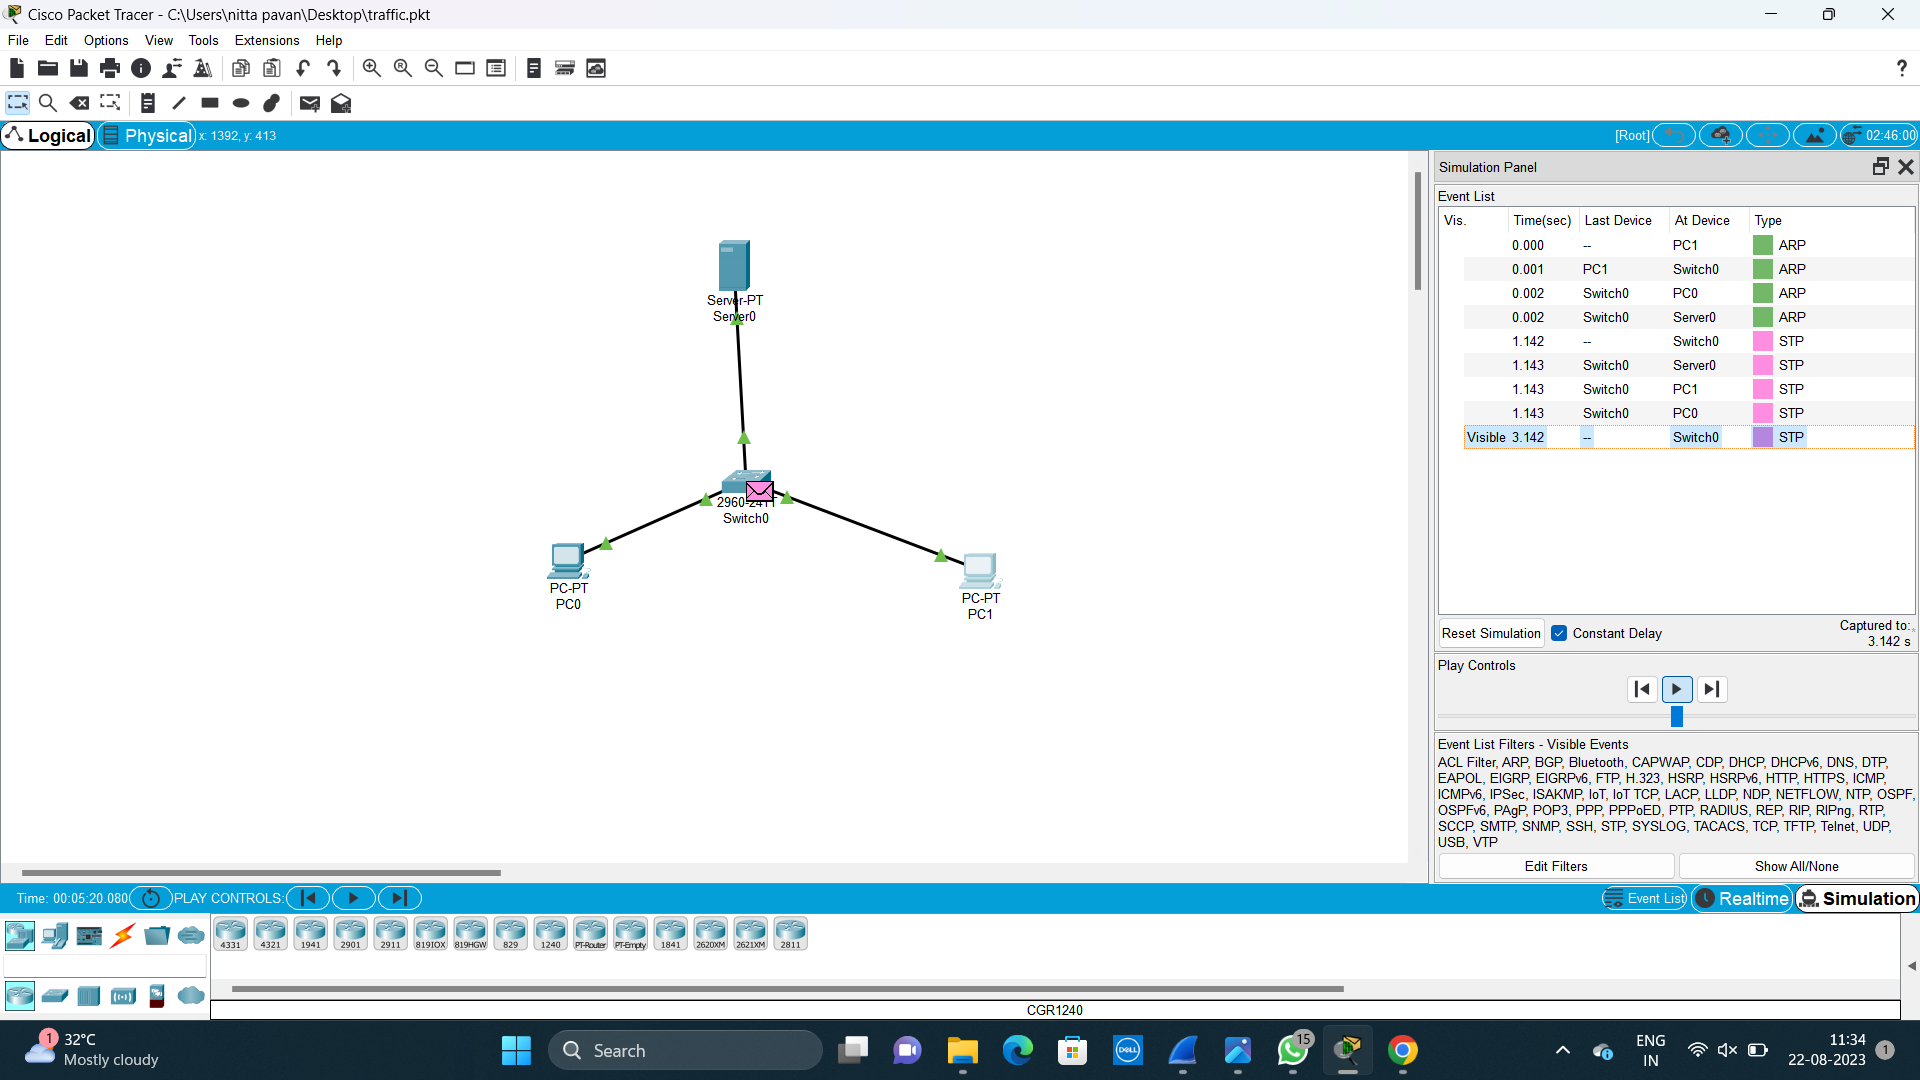 Cisco Packet Tracer - C:\Users\nitta pavan\Desktop\traffic.pkt
File Edit Options View Tools Extensions Help
?
Logical Physical x: 1392, y: 413 [Root] 02:46:00
Simulation Panel
Event List
Vis. Time(sec) Last Device At Device Type
0.000 -- PC1 ARP
0.001 PC1 Switch0 ARP
0.002 Switch0 PC0 ARP
0.002 Switch0 Server0 ARP
1.142 -- Switch0 STP
1.143 Switch0 Server0 STP
1.143 Switch0 PC1 STP
1.143 Switch0 PC0 STP
Visible 3.142 -- Switch0 STP
Server-PT
Server0
2960-24TT
Switch0
PC-PT
PC0
PC-PT
PC1
Reset Simulation Constant Delay Captured to:
3.142 s
Play Controls
Event List Filters - Visible Events
ACL Filter, ARP, BGP, Bluetooth, CAPWAP, CDP, DHCP, DHCPv6, DNS, DTP,
EAPOL, EIGRP, EIGRPv6, FTP, H.323, HSRP, HSRPv6, HTTP, HTTPS, ICMP,
ICMPv6, IPSec, ISAKMP, IoT, IoT TCP, LACP, LLDP, NDP, NETFLOW, NTP, OSPF,
OSPFv6, PAgP, POP3, PPP, PPPoED, PTP, RADIUS, REP, RIP, RIPng, RTP,
SCCP, SMTP, SNMP, SSH, STP, SYSLOG, TACACS, TCP, TFTP, Telnet, UDP,
USB, VTP
Edit Filters Show All/None
Time: 00:05:20.080 PLAY CONTROLS: Event List Realtime Simulation
4331 4321 1941 2901 2911 819IOX 819HGW 829 1240 PT-Router PT-Empty 1841 2620XM 2621XM 2811
CGR1240
1 32°C
Mostly cloudy
Search
DELL
15
ENG
IN
11:34
22-08-2023
1